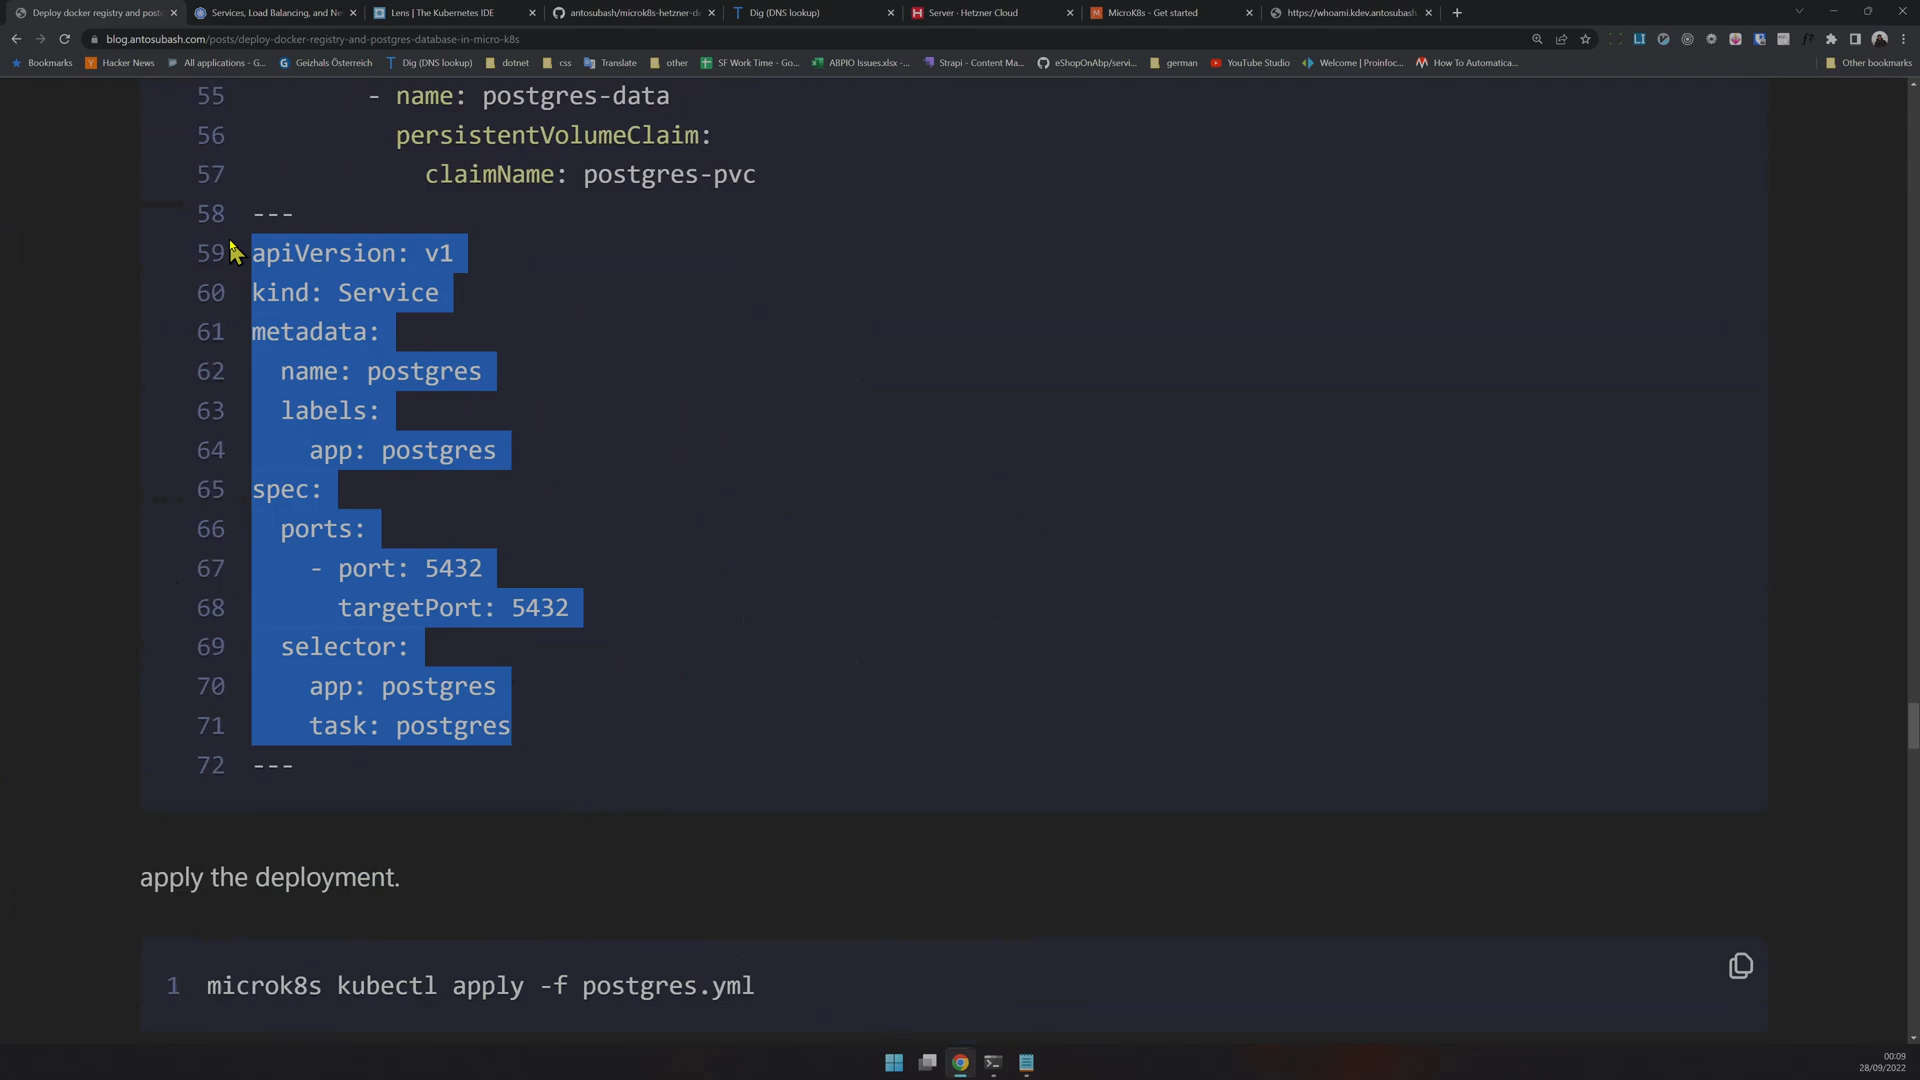 Deploy docker registry and postg
Services, Load Balancing, and Ne
Lens | The Kubernetes IDE
antosubash/microk8s-hetzner-de
Dig (DNS lookup)
Server · Hetzner Cloud
MicroK8s - Get started
https://whoami.kdev.antosubash
blog.antosubash.com/posts/deploy-docker-registry-and-postgres-database-in-micro-k8s
Bookmarks
Hacker News
All applications - G...
Geizhals Österreich
Dig (DNS lookup)
dotnet
css
Translate
other
SF Work Time - Go...
ABPIO Issues.xlsx -...
Strapi - Content Ma...
eShopOnAbp/servi...
german
YouTube Studio
Welcome | Proinfoc...
How To Automatica...
Other bookmarks
55 - name: postgres-data
56 persistentVolumeClaim:
57 claimName: postgres-pvc
58 ---
59 apiVersion: v1
60 kind: Service
61 metadata:
62 name: postgres
63 labels:
64 app: postgres
65 spec:
66 ports:
67 - port: 5432
68 targetPort: 5432
69 selector:
70 app: postgres
71 task: postgres
72 ---
apply the deployment.
1 microk8s kubectl apply -f postgres.yml
00:09
28/09/2022